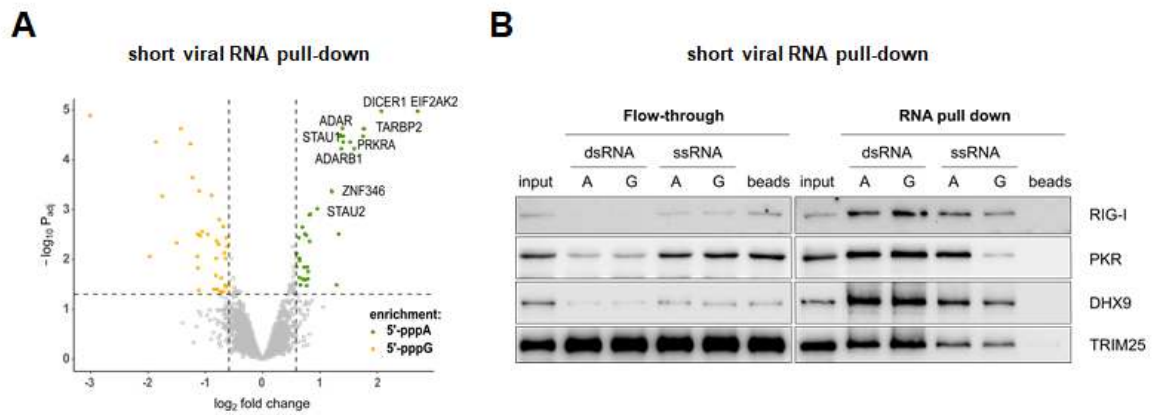 A
short viral RNA pull-down
5
4
3
2
1
0
– log10 Padj
-3
-2
-1
0
1
2
log2 fold change
DICER1 EIF2AK2
ADAR
TARBP2
STAU1
PRKRA
ADARB1
ZNF346
STAU2
enrichment:
5'-pppA
5'-pppG
B
short viral RNA pull-down
Flow-through RNA pull down
dsRNA ssRNA dsRNA ssRNA
input A G A G beads input A G A G beads
RIG-I
PKR
DHX9
TRIM25